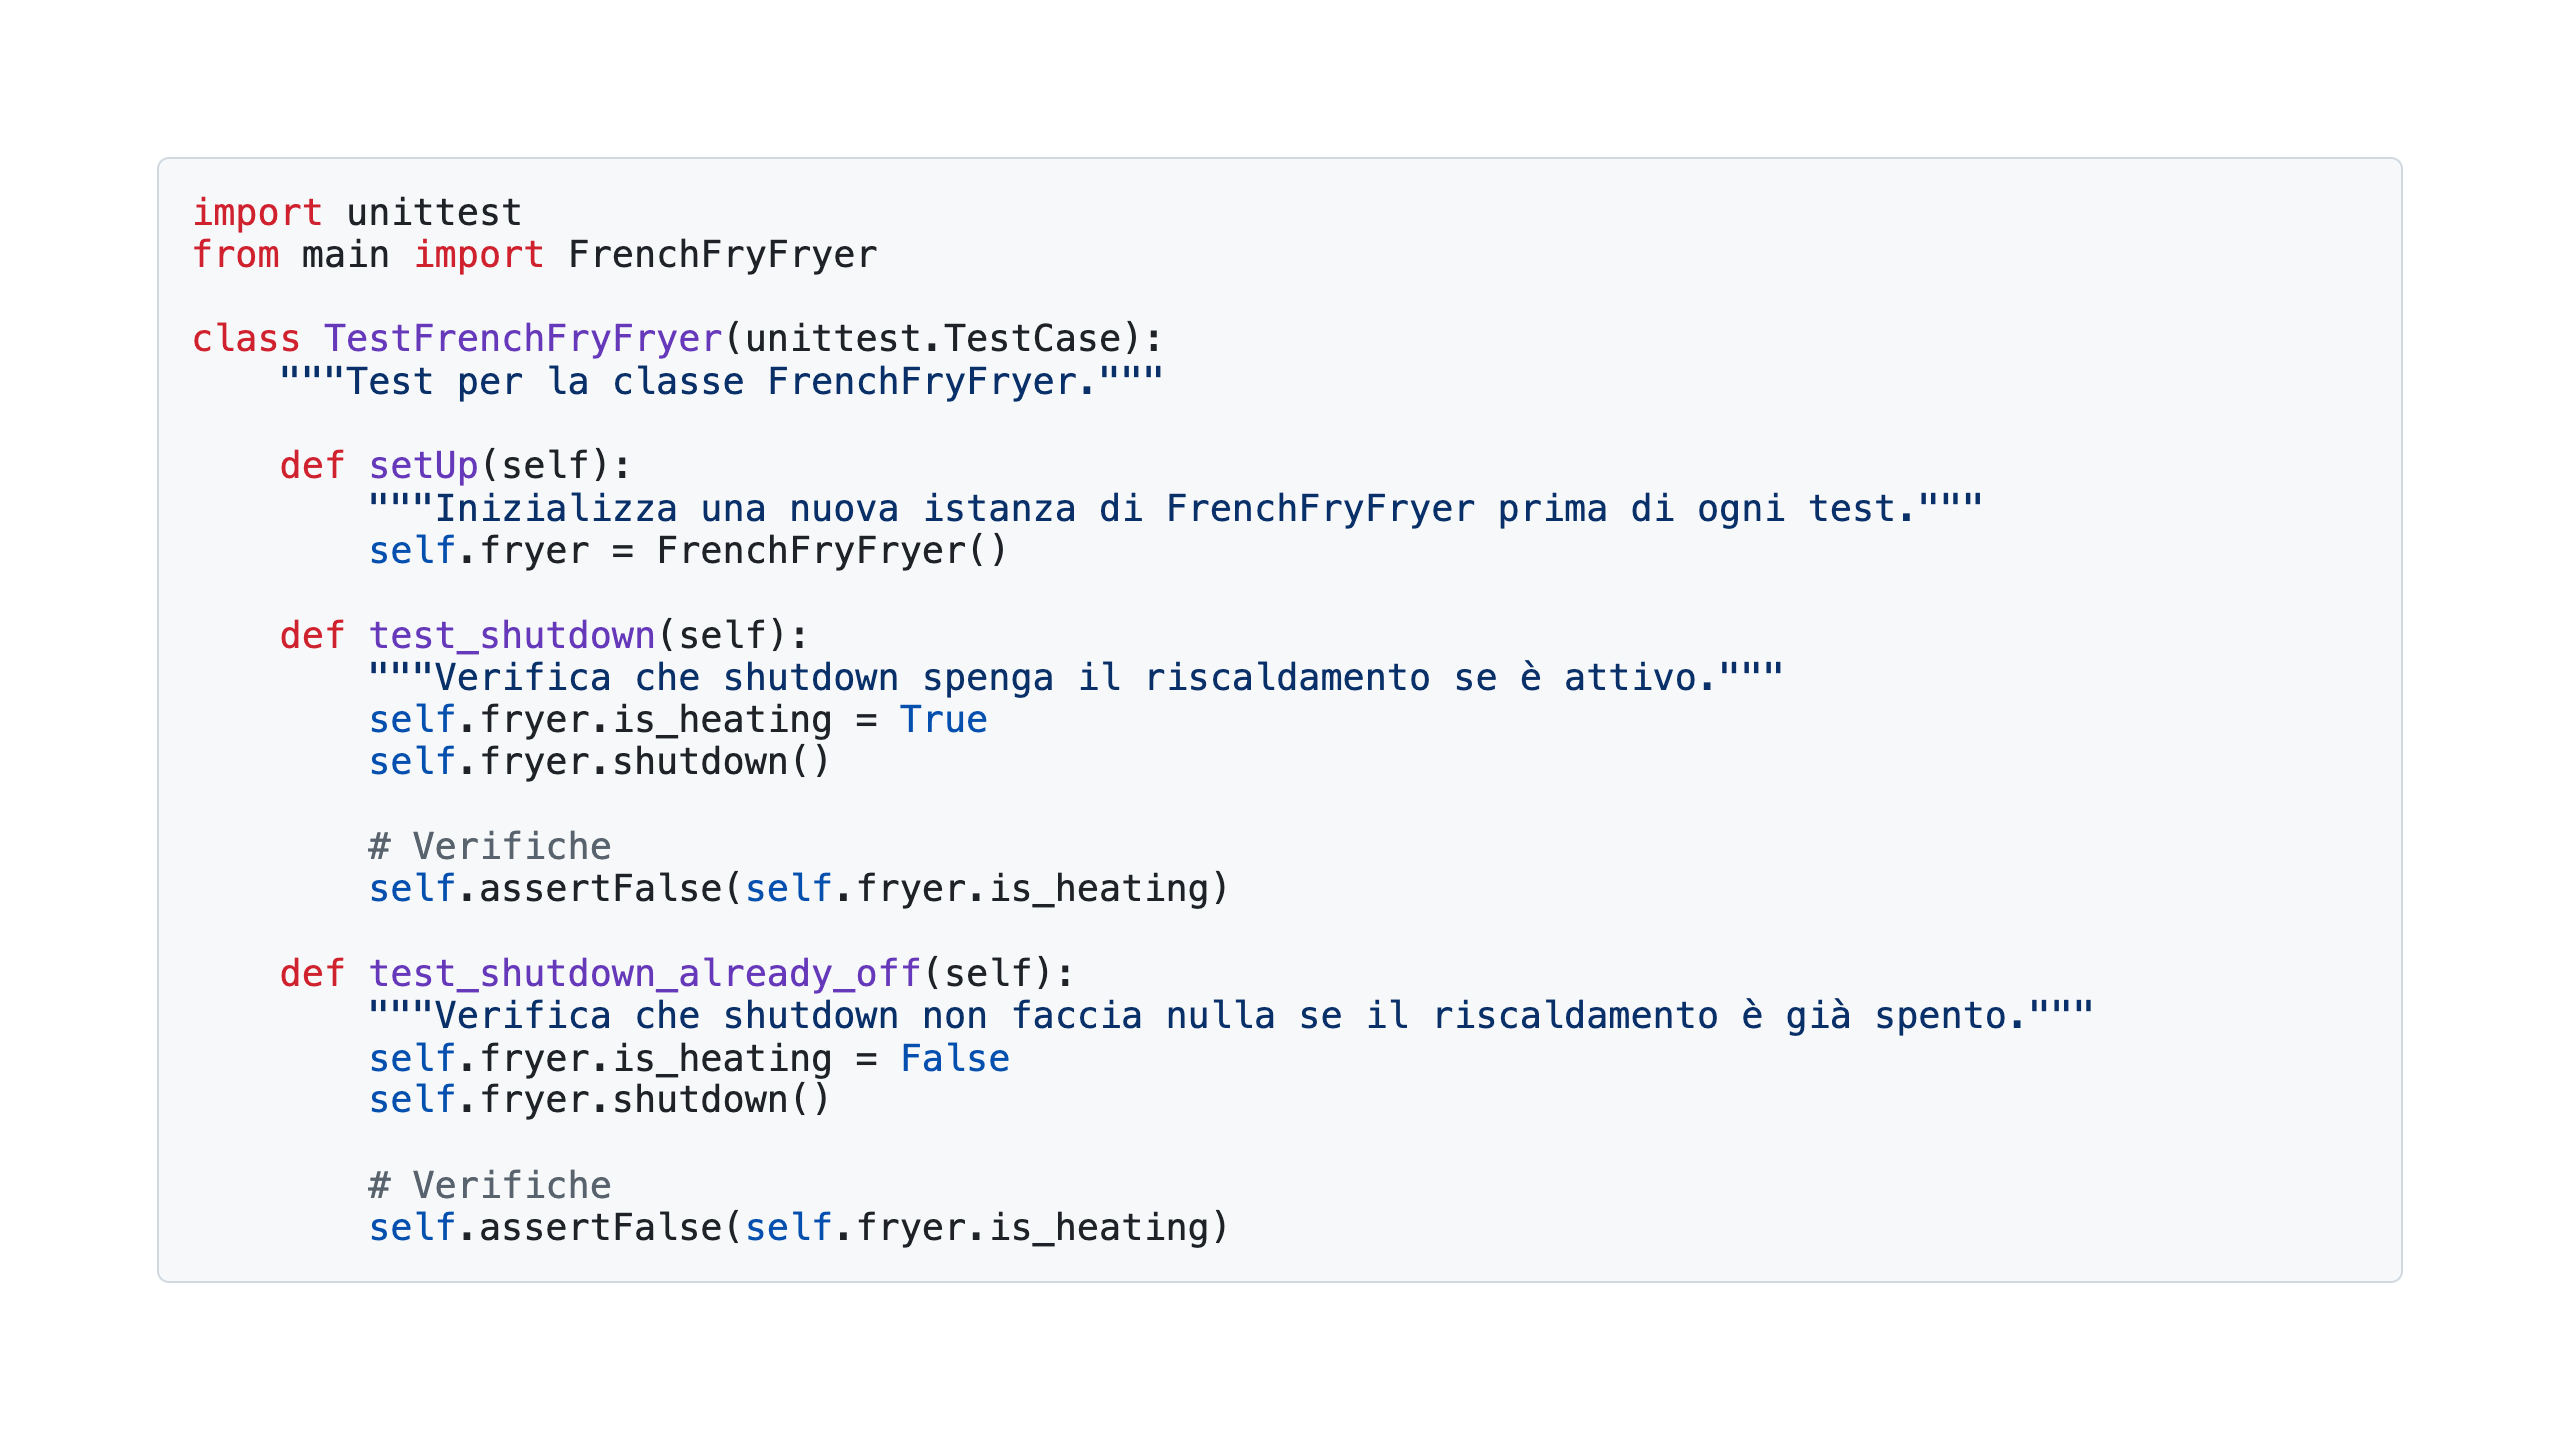 import unittest
from main import FrenchFryFryer

class TestFrenchFryFryer(unittest.TestCase):
    """Test per la classe FrenchFryFryer."""

    def setUp(self):
        """Inizializza una nuova istanza di FrenchFryFryer prima di ogni test."""
        self.fryer = FrenchFryFryer()

    def test_shutdown(self):
        """Verifica che shutdown spenga il riscaldamento se è attivo."""
        self.fryer.is_heating = True
        self.fryer.shutdown()

        # Verifiche
        self.assertFalse(self.fryer.is_heating)

    def test_shutdown_already_off(self):
        """Verifica che shutdown non faccia nulla se il riscaldamento è già spento."""
        self.fryer.is_heating = False
        self.fryer.shutdown()

        # Verifiche
        self.assertFalse(self.fryer.is_heating)